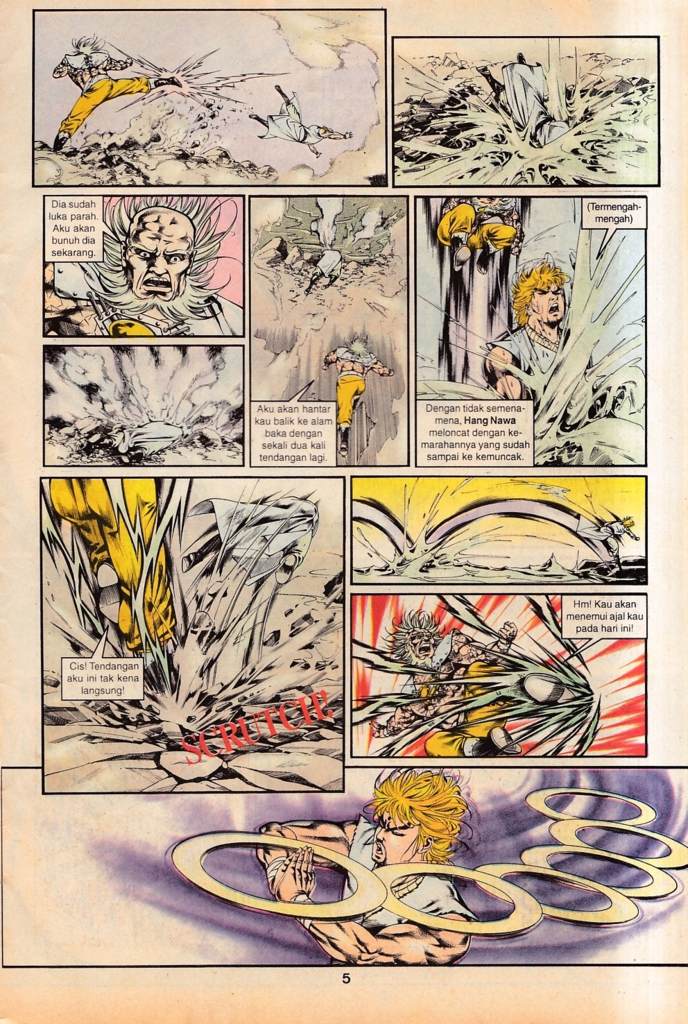 Dia sudah
luka parah.
Aku akan
bunuh dia
sekarang.
Aku akan hantar
kau balik ke alam
baka dengan
sekali dua kali
tendangan lagi.
(Termengah-
mengah)
Dengan tidak semena-
mena, Hang Nawa
meloncat dengan ke-
marahannya yang sudah
sampai ke kemuncak.
Cis! Tendangan
aku ini tak kena
langsung!
SCRUTCH!
Hm! Kau akan
menemui ajal kau
pada hari ini!
5